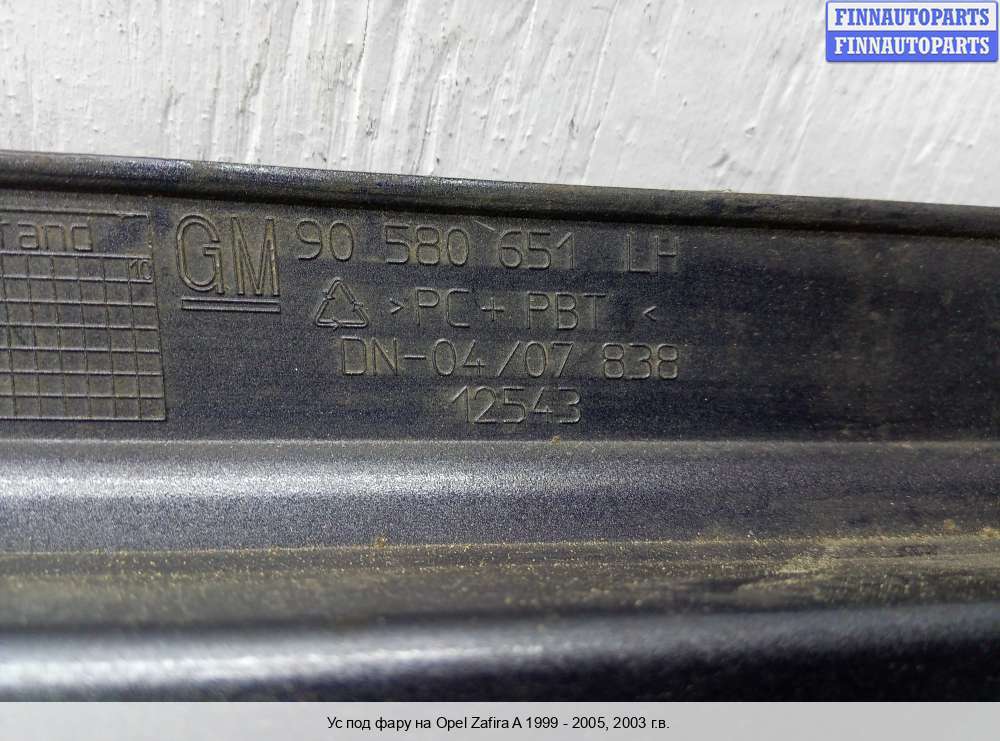 FINNAUTOPARTS
FINNAUTOPARTS
GM 90 580 651 LH
10
>PC+PBT<
DN-04/07 838
12543
Ус под фару на Opel Zafira A 1999 - 2005, 2003 г.в.